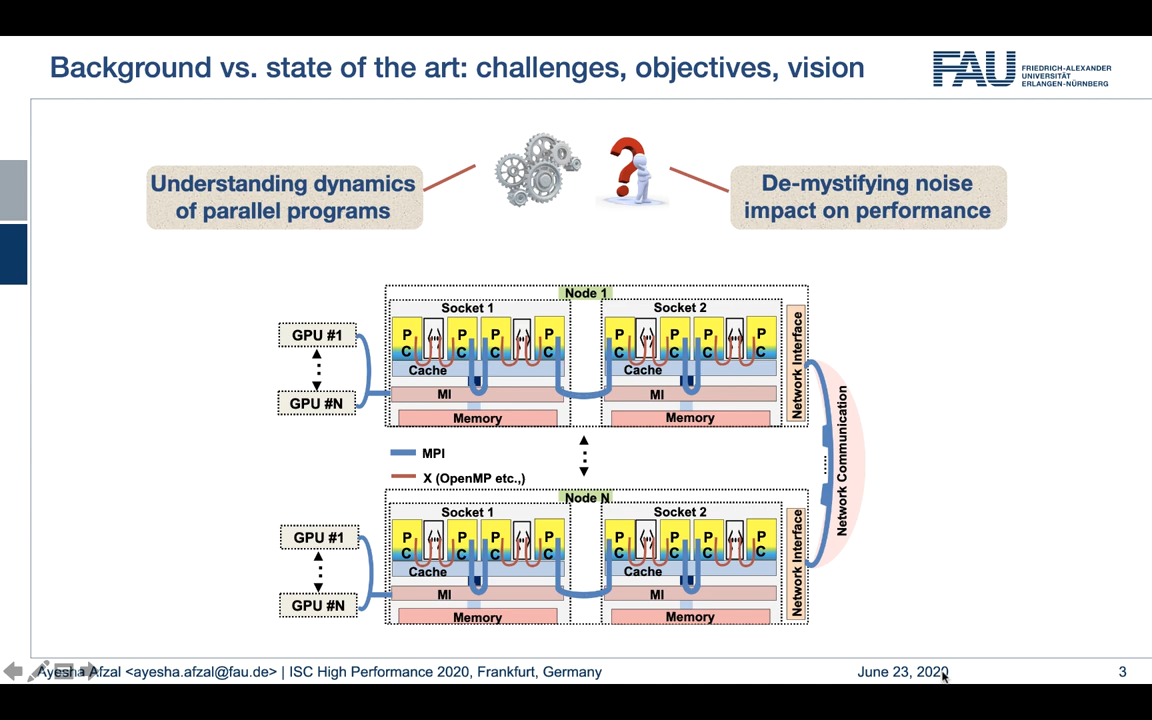 Background vs. state of the art: challenges, objectives, vision
FAU
FRIEDRICH-ALEXANDER
UNIVERSITÄT
ERLANGEN-NÜRNBERG
Understanding dynamics
of parallel programs
De-mystifying noise
impact on performance
Node 1
Socket 1
Socket 2
GPU #1
GPU #N
P P P P
C C C C
P P P P
C C C C
Cache
Cache
MI
MI
Memory
Memory
Network Interface
Network Communication
MPI
X (OpenMP etc.,)
Node N
Socket 1
Socket 2
GPU #1
GPU #N
P P P P
C C C C
P P P P
C C C C
Cache
Cache
MI
MI
Memory
Memory
Network Interface
Ayesha Afzal <ayesha.afzal@fau.de> | ISC High Performance 2020, Frankfurt, Germany
June 23, 2020
3